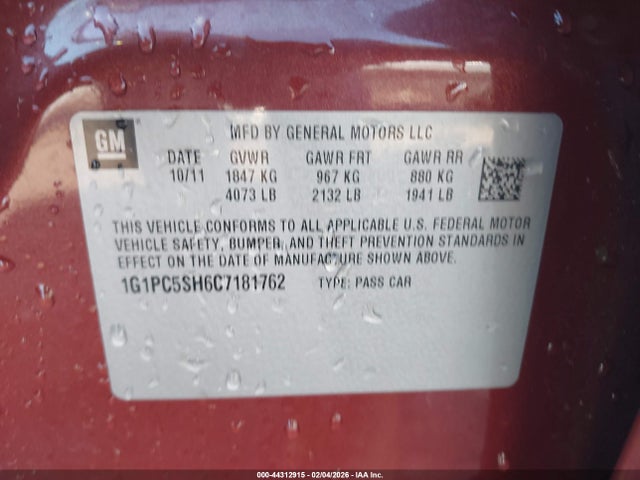 GM
MFD BY GENERAL MOTORS LLC
DATE GVWR GAWR FRT GAWR RR
10/11 1847 KG 967 KG 880 KG
4073 LB 2132 LB 1941 LB
THIS VEHICLE CONFORMS TO ALL APPLICABLE U.S. FEDERAL MOTOR
VEHICLE SAFETY, BUMPER, AND THEFT PREVENTION STANDARDS IN
EFFECT ON THE DATE OF MANUFACTURE SHOWN ABOVE.
1G1PC5SH6C7181762 TYPE: PASS CAR
000-44312915 - 02/04/2026 - IAA Inc.